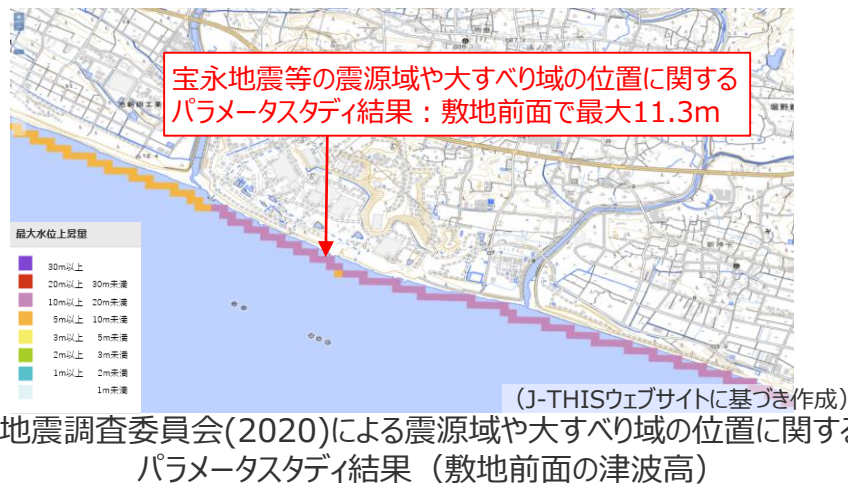 宝永地震等の震源域や大すべり域の位置に関する
パラメータスタディ結果：敷地前面で最大11.3m
最大水位上昇量
30m以上
20m以上 30m未満
10m以上 20m未満
5m以上 10m未満
3m以上 5m未満
2m以上 3m未満
1m以上 2m未満
1m未満
（J-THISウェブサイトに基づき作成）
地震調査委員会(2020)による震源域や大すべり域の位置に関する
パラメータスタディ結果（敷地前面の津波高）